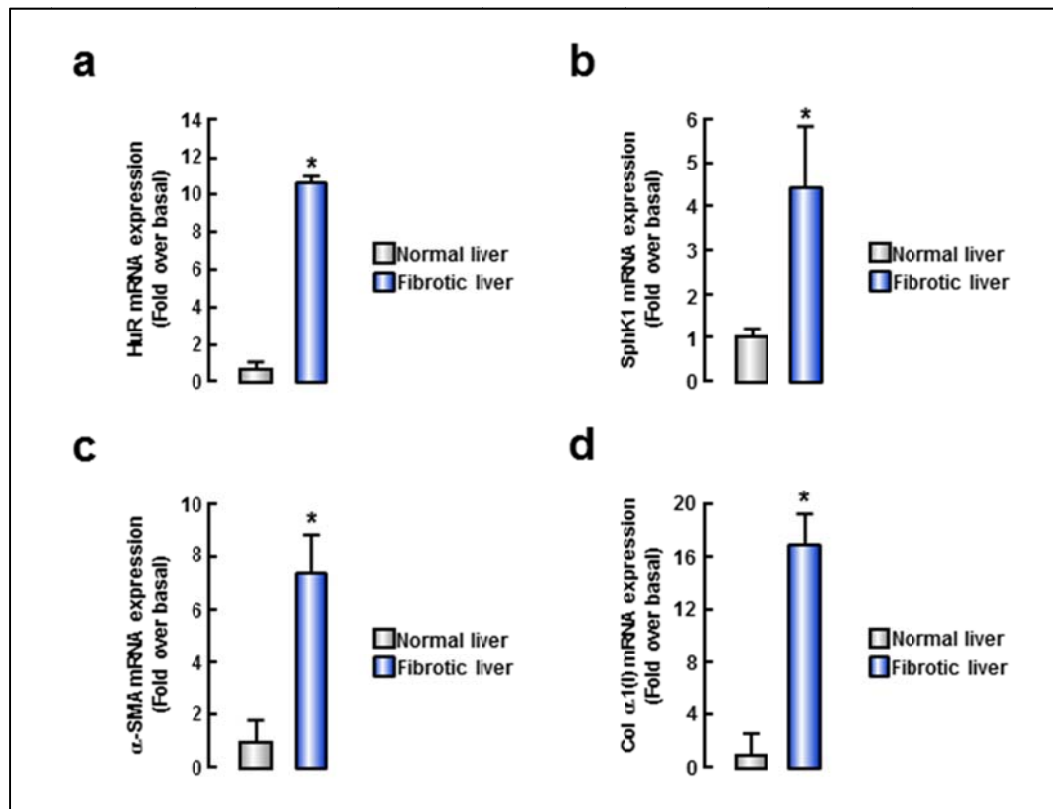 a
HuR mRNA expression
(Fold over basal)
14
12
10
8
6
4
2
0
*
Normal liver
Fibrotic liver
b
SphK1 mRNA expression
(Fold over basal)
6
5
4
3
2
1
0
*
Normal liver
Fibrotic liver
c
α-SMA mRNA expression
(Fold over basal)
10
8
6
4
2
0
*
Normal liver
Fibrotic liver
d
Col α1(I) mRNA expression
(Fold over basal)
20
16
12
8
4
0
*
Normal liver
Fibrotic liver